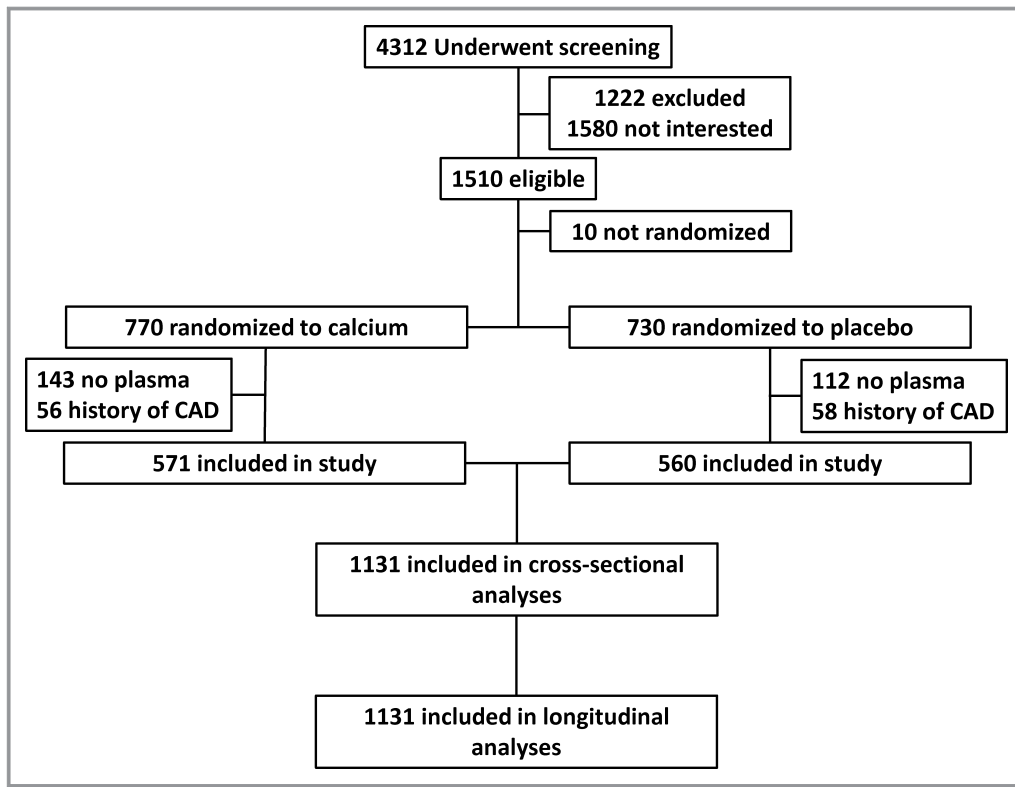 4312 Underwent screening
1222 excluded
1580 not interested
1510 eligible
10 not randomized
770 randomized to calcium
730 randomized to placebo
143 no plasma
56 history of CAD
112 no plasma
58 history of CAD
571 included in study
560 included in study
1131 included in cross-sectional
analyses
1131 included in longitudinal
analyses